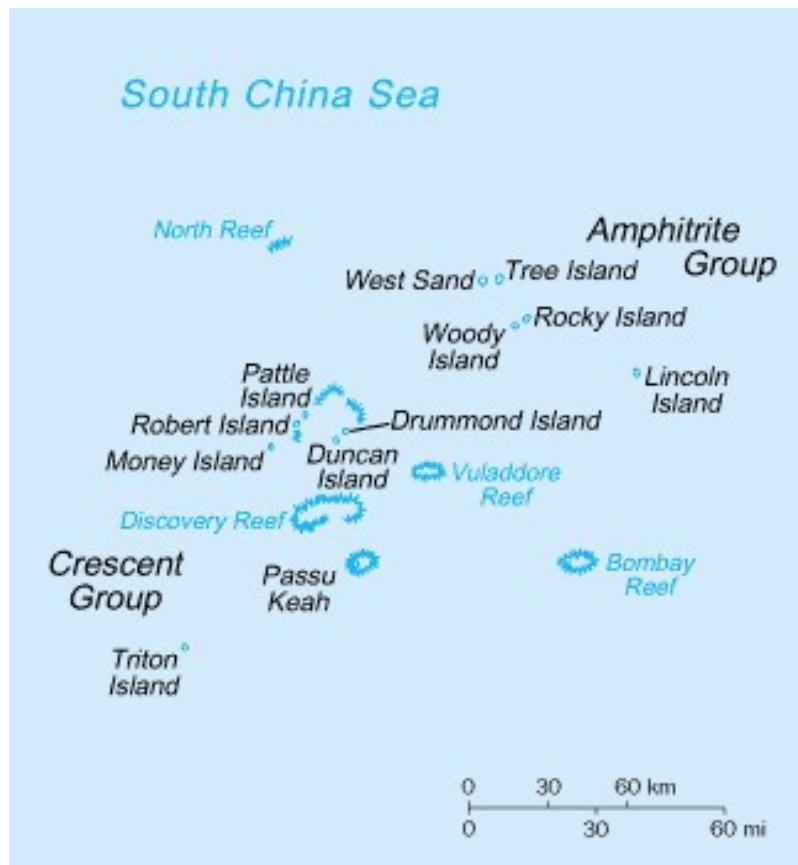 South China Sea
North Reef
Amphitrite
Group
West Sand
Tree Island
Rocky Island
Woody
Island
Lincoln
Island
Pattle
Island
Robert Island
Drummond Island
Money Island
Duncan
Island
Vuladdore
Reef
Discovery Reef
Crescent
Group
Passu
Keah
Bombay
Reef
Triton
Island
0 30 60 km
0 30 60 mi